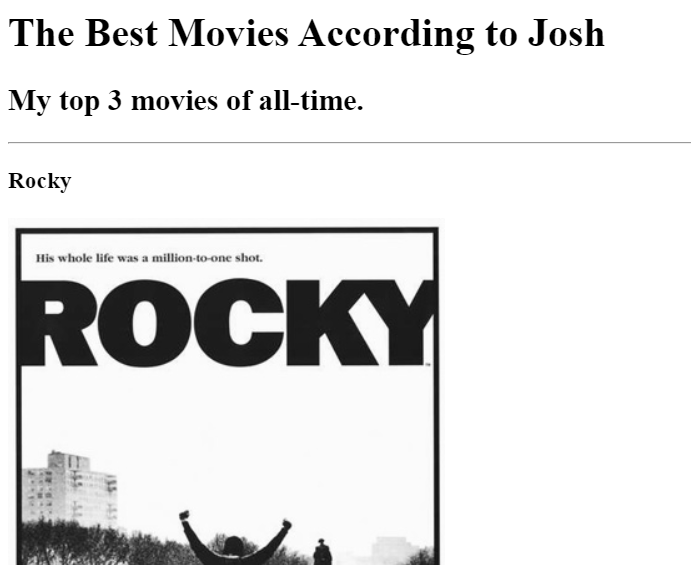 The Best Movies According to Josh
My top 3 movies of all-time.
Rocky
His whole life was a million-to-one shot.
ROCKY